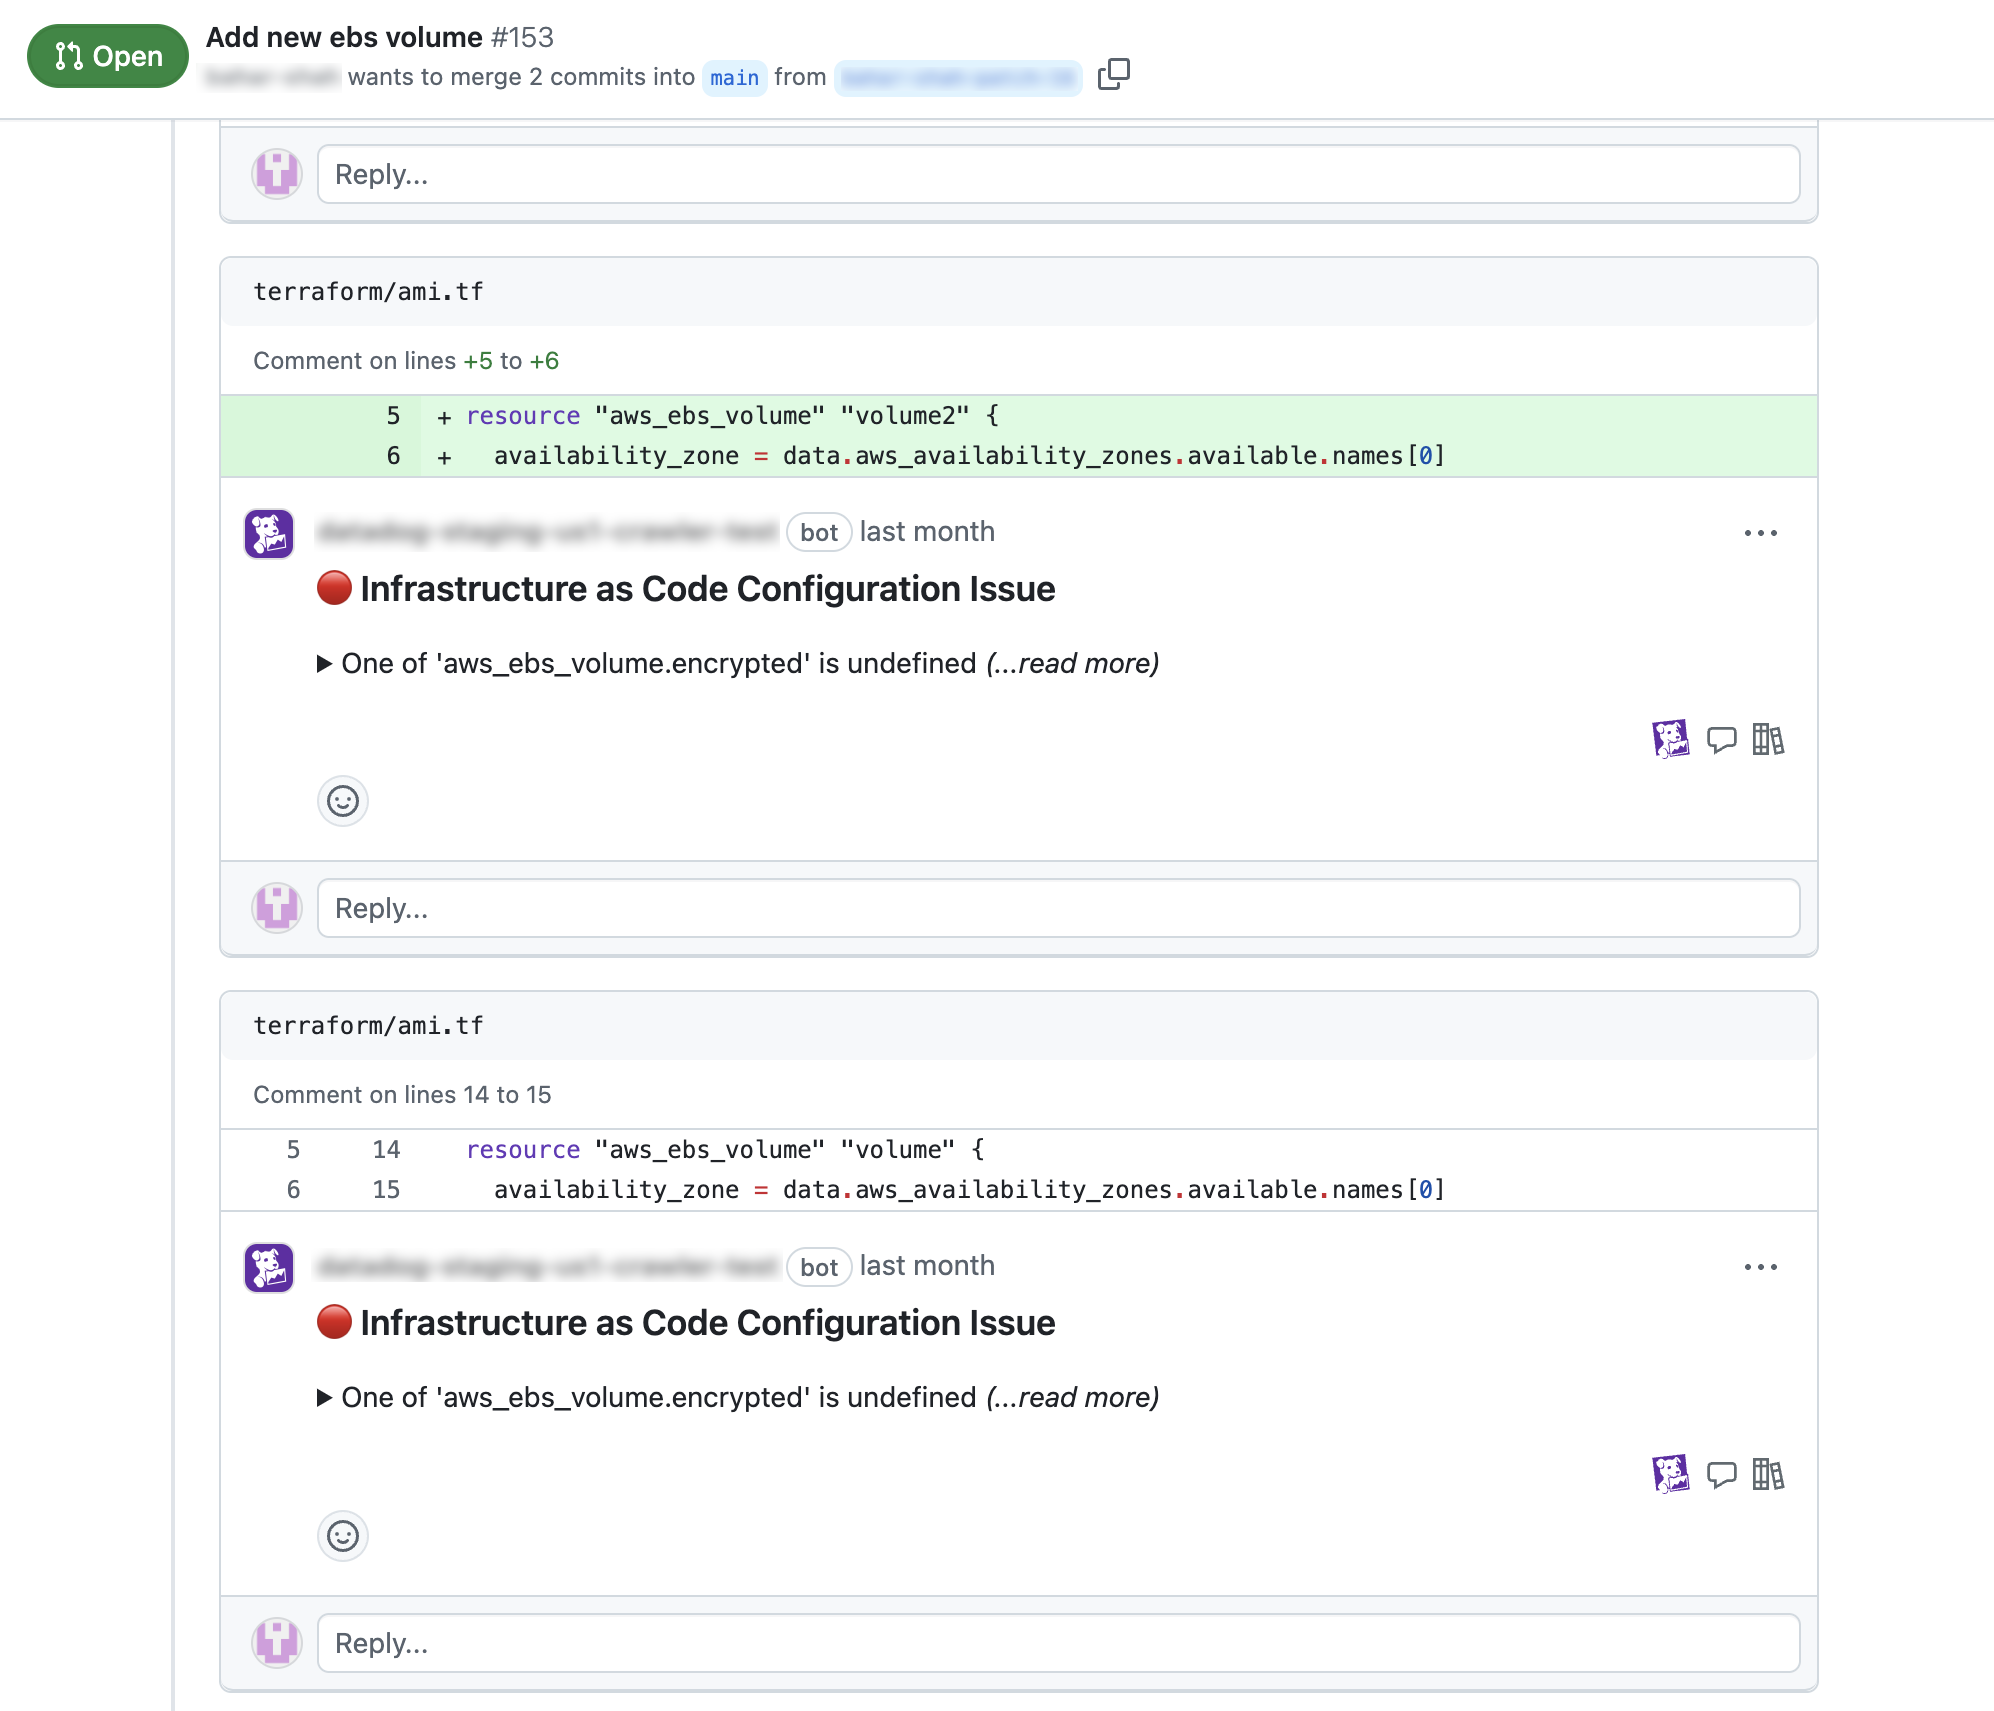 Open
Add new ebs volume #153
wants to merge 2 commits into main from
Reply...
terraform/ami.tf
Comment on lines +5 to +6
5 + resource "aws_ebs_volume" "volume2" {
6 + availability_zone = data.aws_availability_zones.available.names[0]
bot last month
Infrastructure as Code Configuration Issue
One of 'aws_ebs_volume.encrypted' is undefined (...read more)
Reply...
terraform/ami.tf
Comment on lines 14 to 15
5 14 resource "aws_ebs_volume" "volume" {
6 15 availability_zone = data.aws_availability_zones.available.names[0]
bot last month
Infrastructure as Code Configuration Issue
One of 'aws_ebs_volume.encrypted' is undefined (...read more)
Reply...